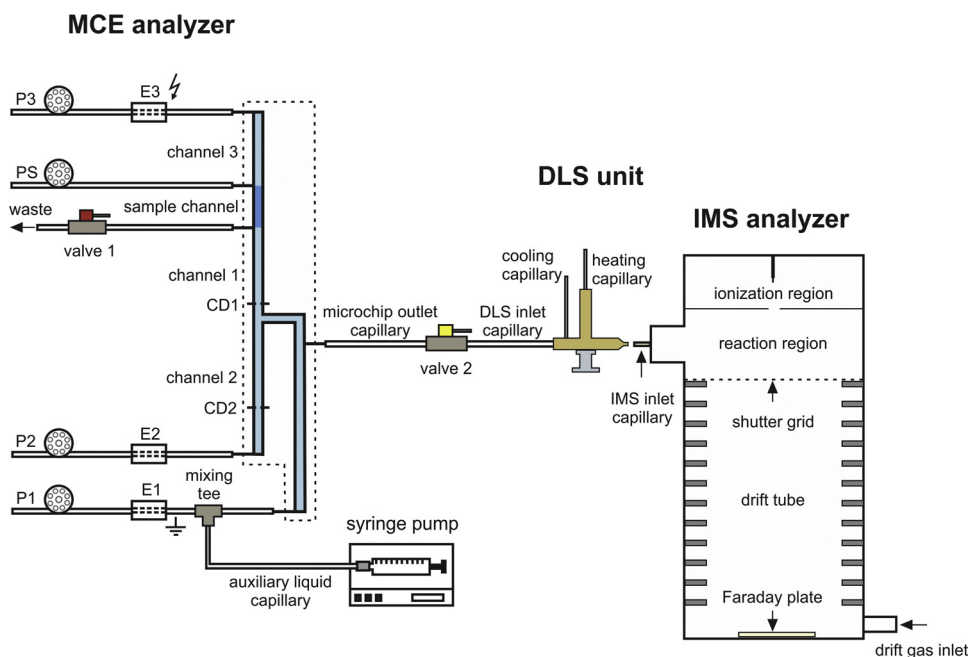 MCE analyzer
P3
E3
channel 3
PS
sample channel
waste
valve 1
channel 1
CD1
channel 2
CD2
P2
E2
mixing
tee
P1
E1
auxiliary liquid
capillary
syringe pump
microchip outlet
capillary
valve 2
DLS unit
cooling
capillary
heating
capillary
DLS inlet
capillary
IMS inlet
capillary
IMS analyzer
ionization region
reaction region
shutter grid
drift tube
Faraday plate
drift gas inlet